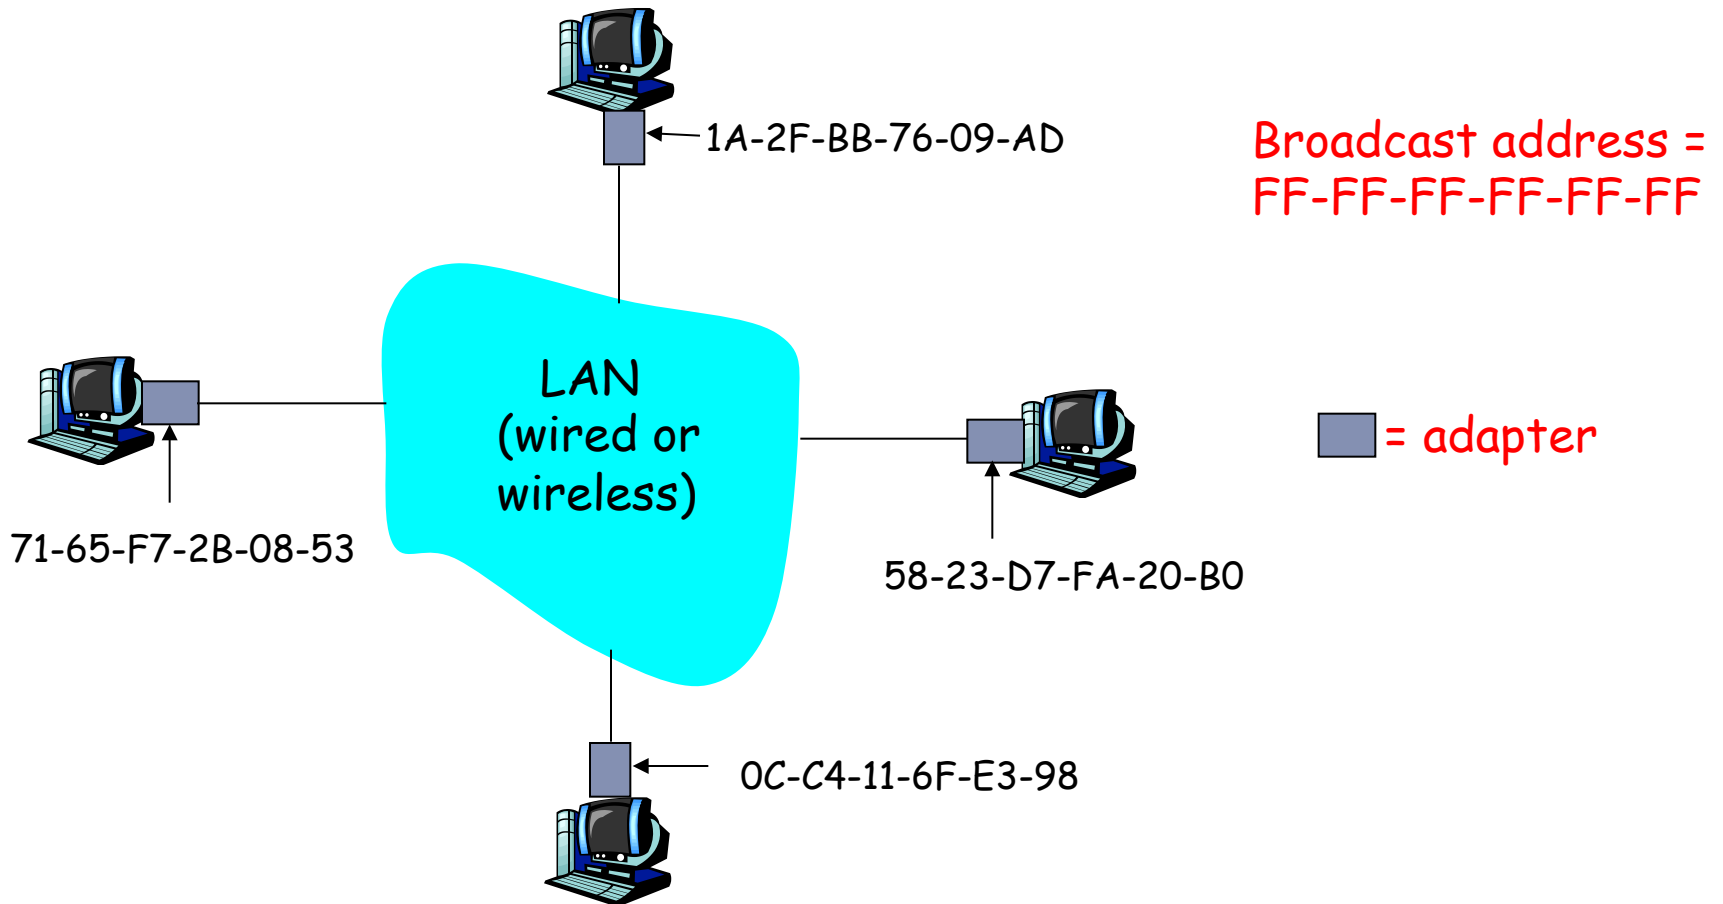 1A-2F-BB-76-09-AD
Broadcast address =
FF-FF-FF-FF-FF-FF
LAN
(wired or
wireless)
= adapter
71-65-F7-2B-08-53
58-23-D7-FA-20-B0
0C-C4-11-6F-E3-98